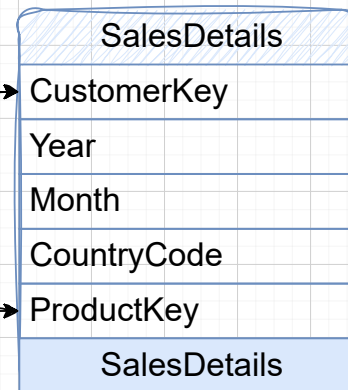 SalesDetails
CustomerKey
Year
Month
CountryCode
ProductKey
SalesDetails